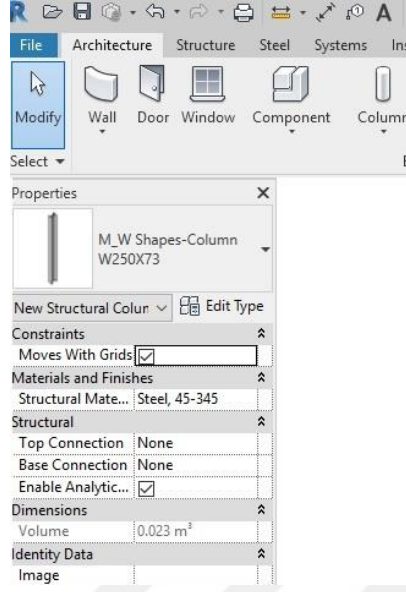 R A
File Architecture Structure Steel Systems Ins
Modify Wall Door Window Component Column
Select
Properties
M_W Shapes-Column
W250X73
New Structural Colur Edit Type
Constraints
Moves With Grids
Materials and Finishes
Structural Mate... Steel, 45-345
Structural
Top Connection None
Base Connection None
Enable Analytic...
Dimensions
Volume 0.023 m³
Identity Data
Image